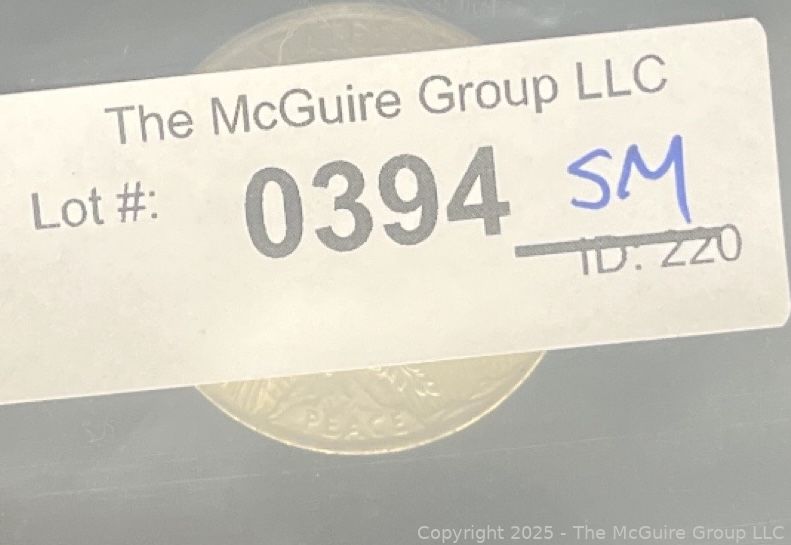 The McGuire Group LLC
Lot #: 0394 SM
ID: 220
PEACE
Copyright 2025 - The McGuire Group LLC